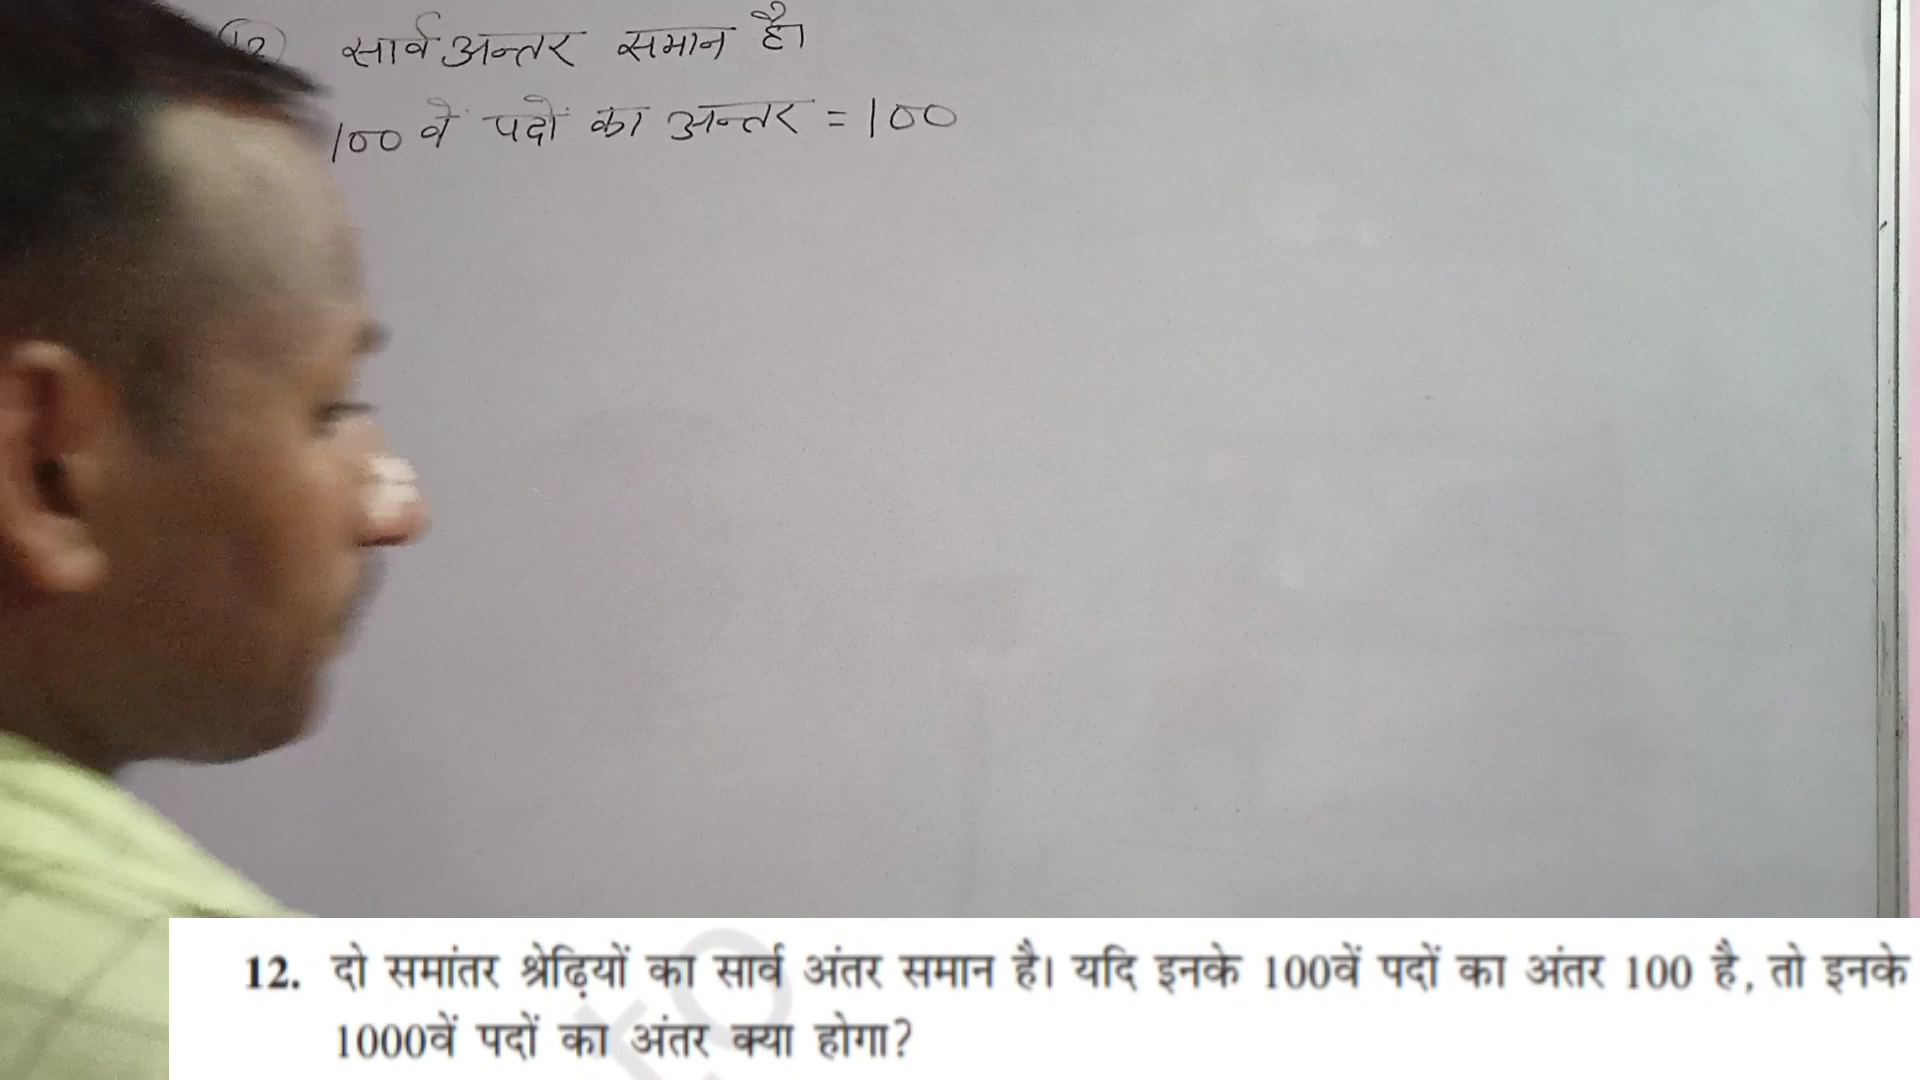 12 सार्व अन्तर समान है।
100 वें पदों का अन्तर = 100
12. दो समांतर श्रेढ़ियों का सार्व अंतर समान है। यदि इनके 100वें पदों का अंतर 100 है, तो इनके
1000वें पदों का अंतर क्या होगा?